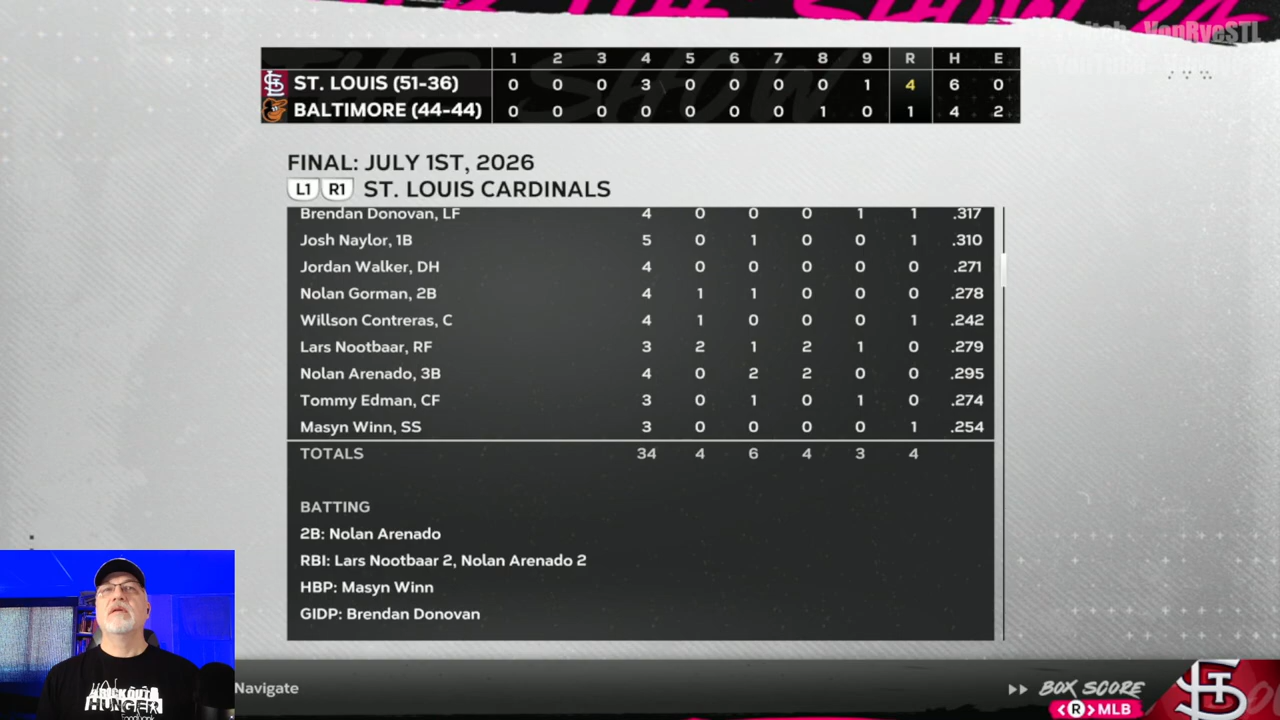 THE SHOW 24
Twitch VonRyeSTL
1 2 3 4 5 6 7 8 9 R H E
ST. LOUIS (51-36) 0 0 0 3 0 0 0 0 1 4 6 0
BALTIMORE (44-44) 0 0 0 0 0 0 0 1 0 1 4 2
FINAL: JULY 1ST, 2026
L1 R1 ST. LOUIS CARDINALS
Brendan Donovan, LF 4 0 0 0 1 1 .317
Josh Naylor, 1B 5 0 1 0 0 1 .310
Jordan Walker, DH 4 0 0 0 0 0 .271
Nolan Gorman, 2B 4 1 1 0 0 0 .278
Willson Contreras, C 4 1 0 0 0 1 .242
Lars Nootbaar, RF 3 2 1 2 1 0 .279
Nolan Arenado, 3B 4 0 2 2 0 0 .295
Tommy Edman, CF 3 0 1 0 1 0 .274
Masyn Winn, SS 3 0 0 0 0 1 .254
TOTALS 34 4 6 4 3 4
BATTING
2B: Nolan Arenado
RBI: Lars Nootbaar 2, Nolan Arenado 2
HBP: Masyn Winn
GIDP: Brendan Donovan
HUNGER
Navigate
BOX SCORE
R MLB